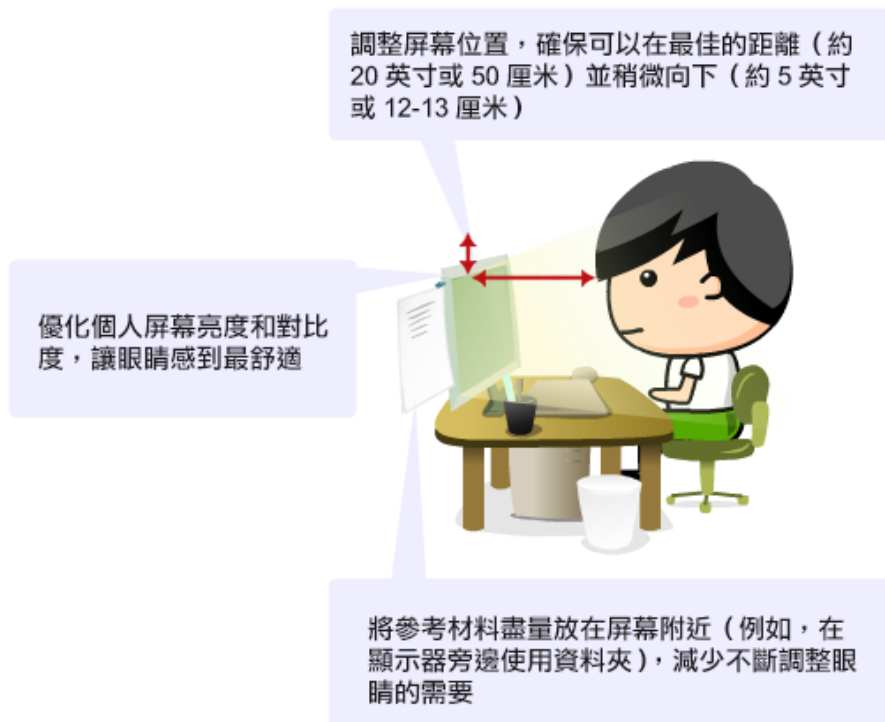 調整屏幕位置，確保可以在最佳的距離（約
20 英寸或 50 厘米）並稍微向下（約 5 英寸
或 12-13 厘米）
優化個人屏幕亮度和對比
度，讓眼睛感到最舒適
將參考材料盡量放在屏幕附近（例如，在
顯示器旁邊使用資料夾），減少不斷調整眼
睛的需要